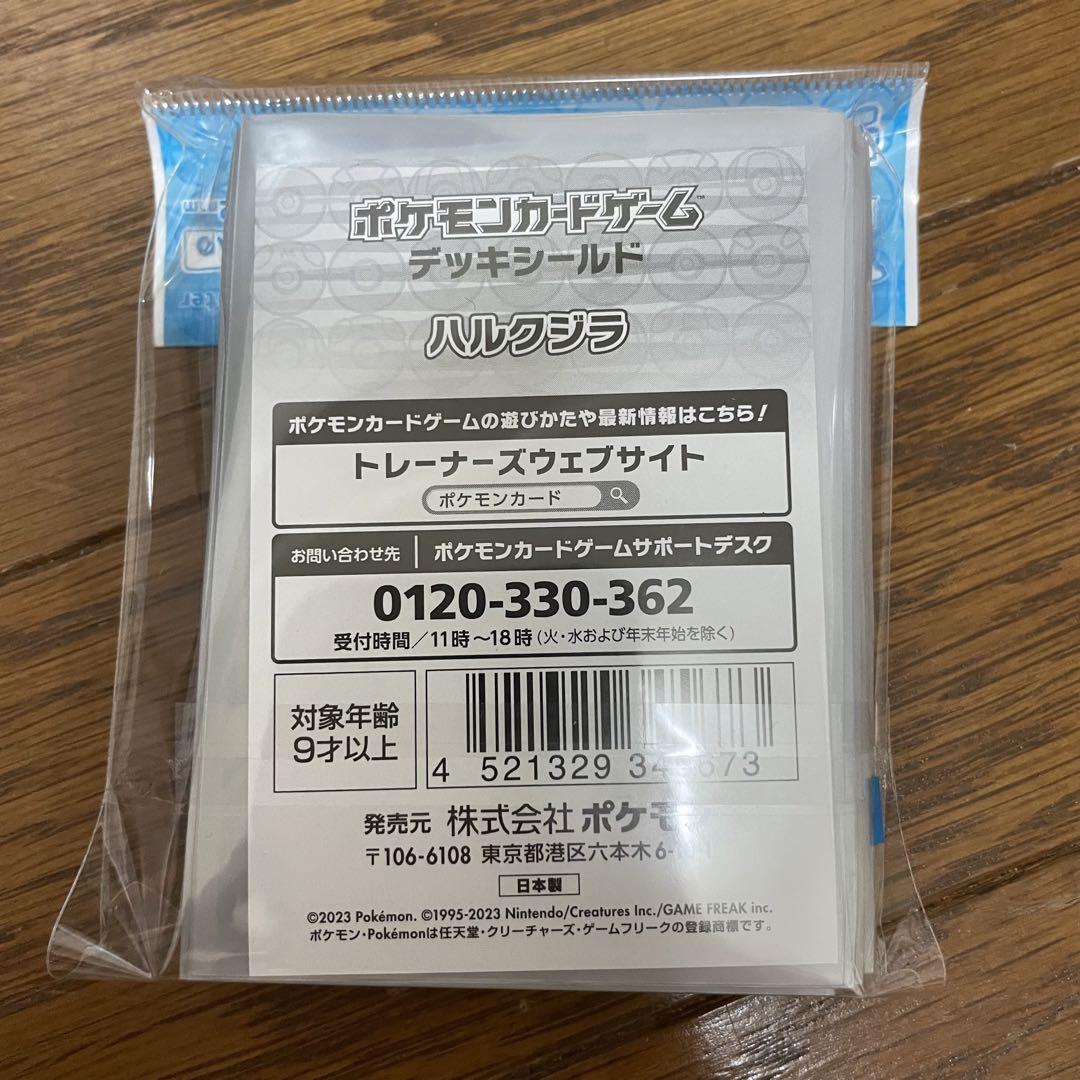 ポケモンカードゲーム™
デッキシールド
ハルクジラ
ポケモンカードゲームの遊びかたや最新情報はこちら!
トレーナーズウェブサイト
ポケモンカード
お問い合わせ先 | ポケモンカードゲームサポートデスク
0120-330-362
受付時間/11時~18時(火・水および年末年始を除く)
対象年齢
9才以上
4 521329
発売元 株式会社 ポケモ
〒106-6108 東京都港区六本木6-
日本製
©2023 Pokémon. ©1995-2023 Nintendo/Creatures Inc./GAME FREAK inc.
ポケモン・Pokémonは任天堂・クリーチャーズ・ゲームフリークの登録商標です。